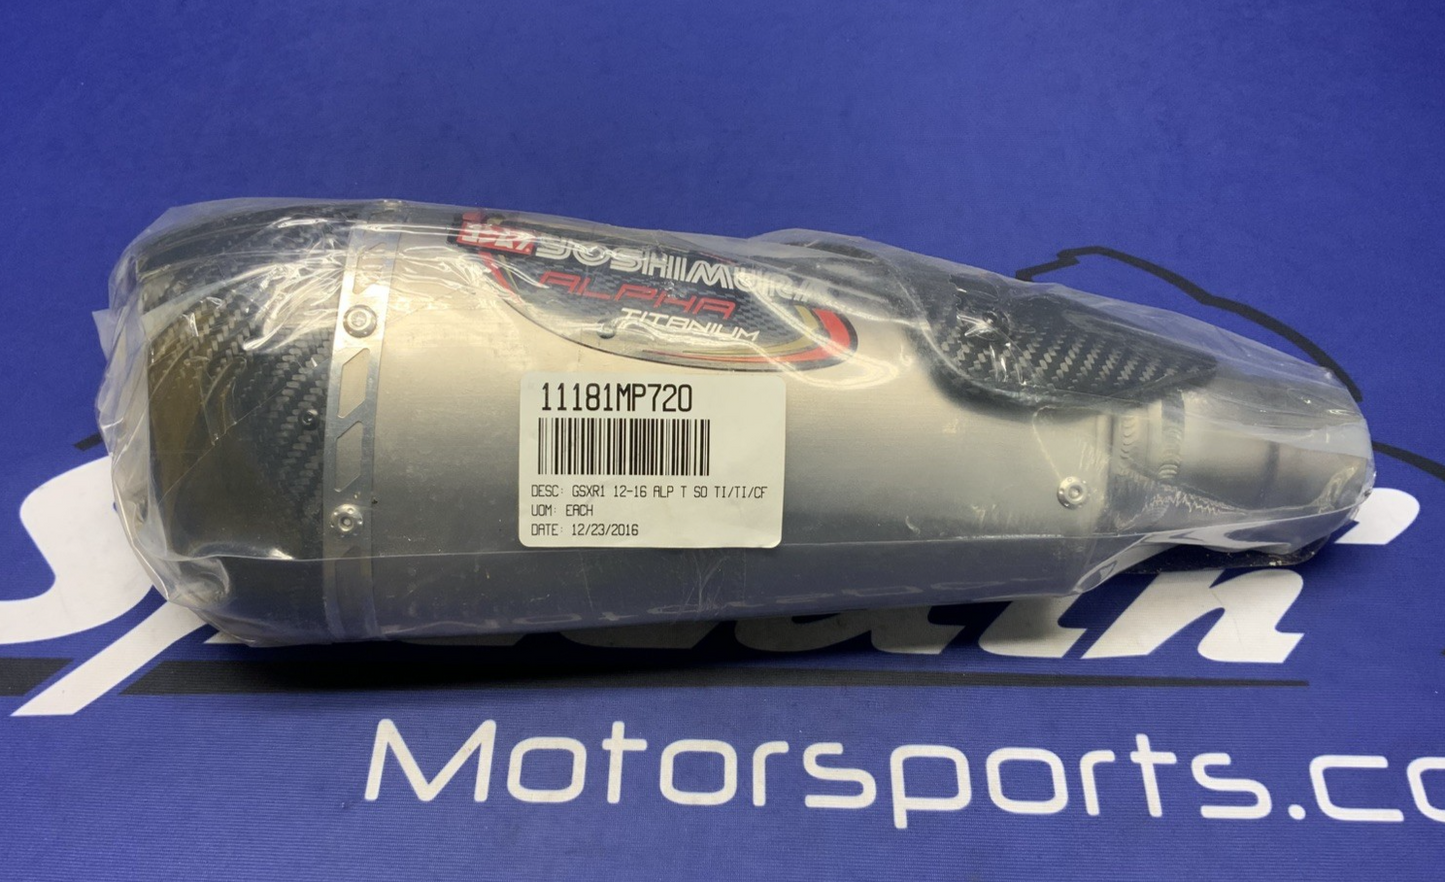 YOSHIMURA
ALPHA
TITANIUM
11181MP720
DESC: GSXR1 12-16 ALP T SO TI/TI/CF
UOM: EACH
DATE: 12/23/2016
Motorsports.co